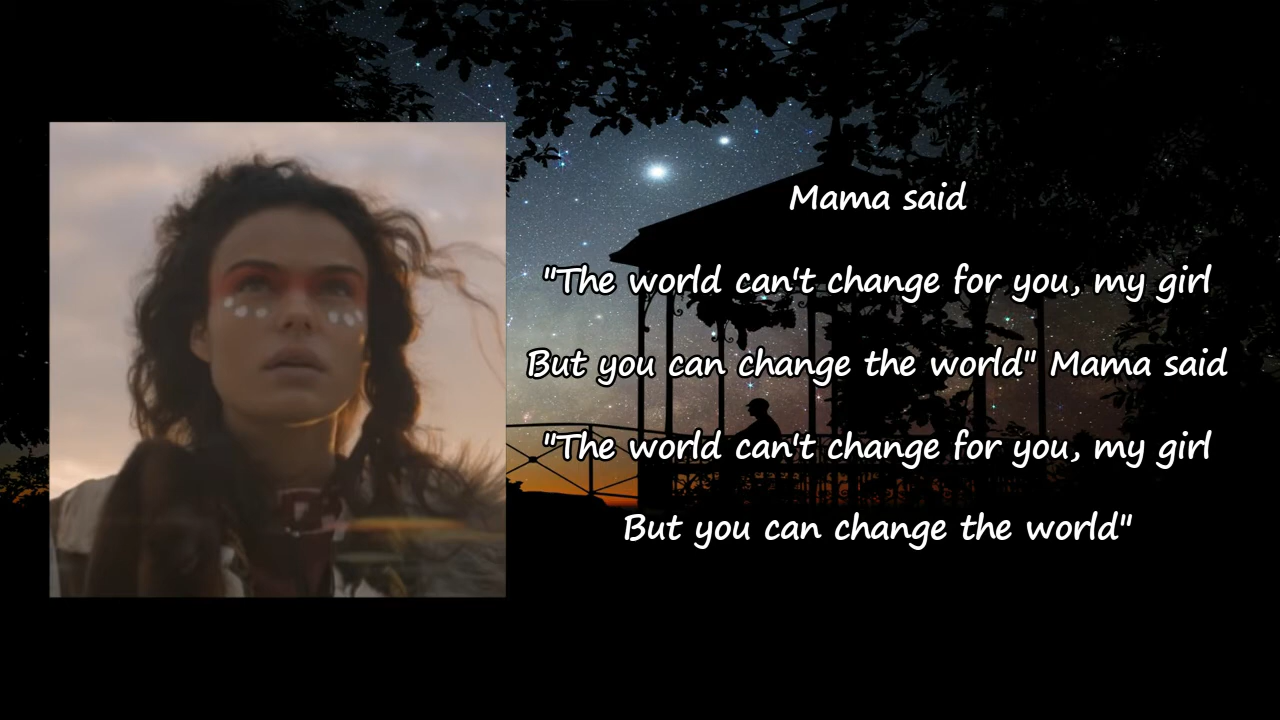 Mama said
"The world can't change for you, my girl
But you can change the world" Mama said
"The world can't change for you, my girl
But you can change the world"